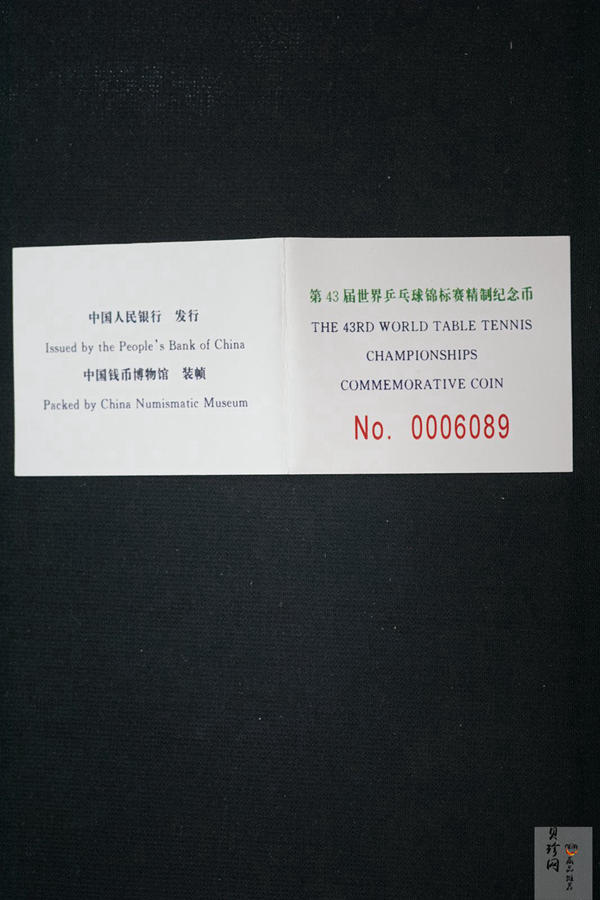 中国人民银行 发行
Issued by the People's Bank of China
中国钱币博物馆 装帧
Packed by China Numismatic Museum
第43届世界乒乓球锦标赛精制纪念币
THE 43RD WORLD TABLE TENNIS
CHAMPIONSHIPS
COMMEMORATIVE COIN
No. 0006089
贝珍网